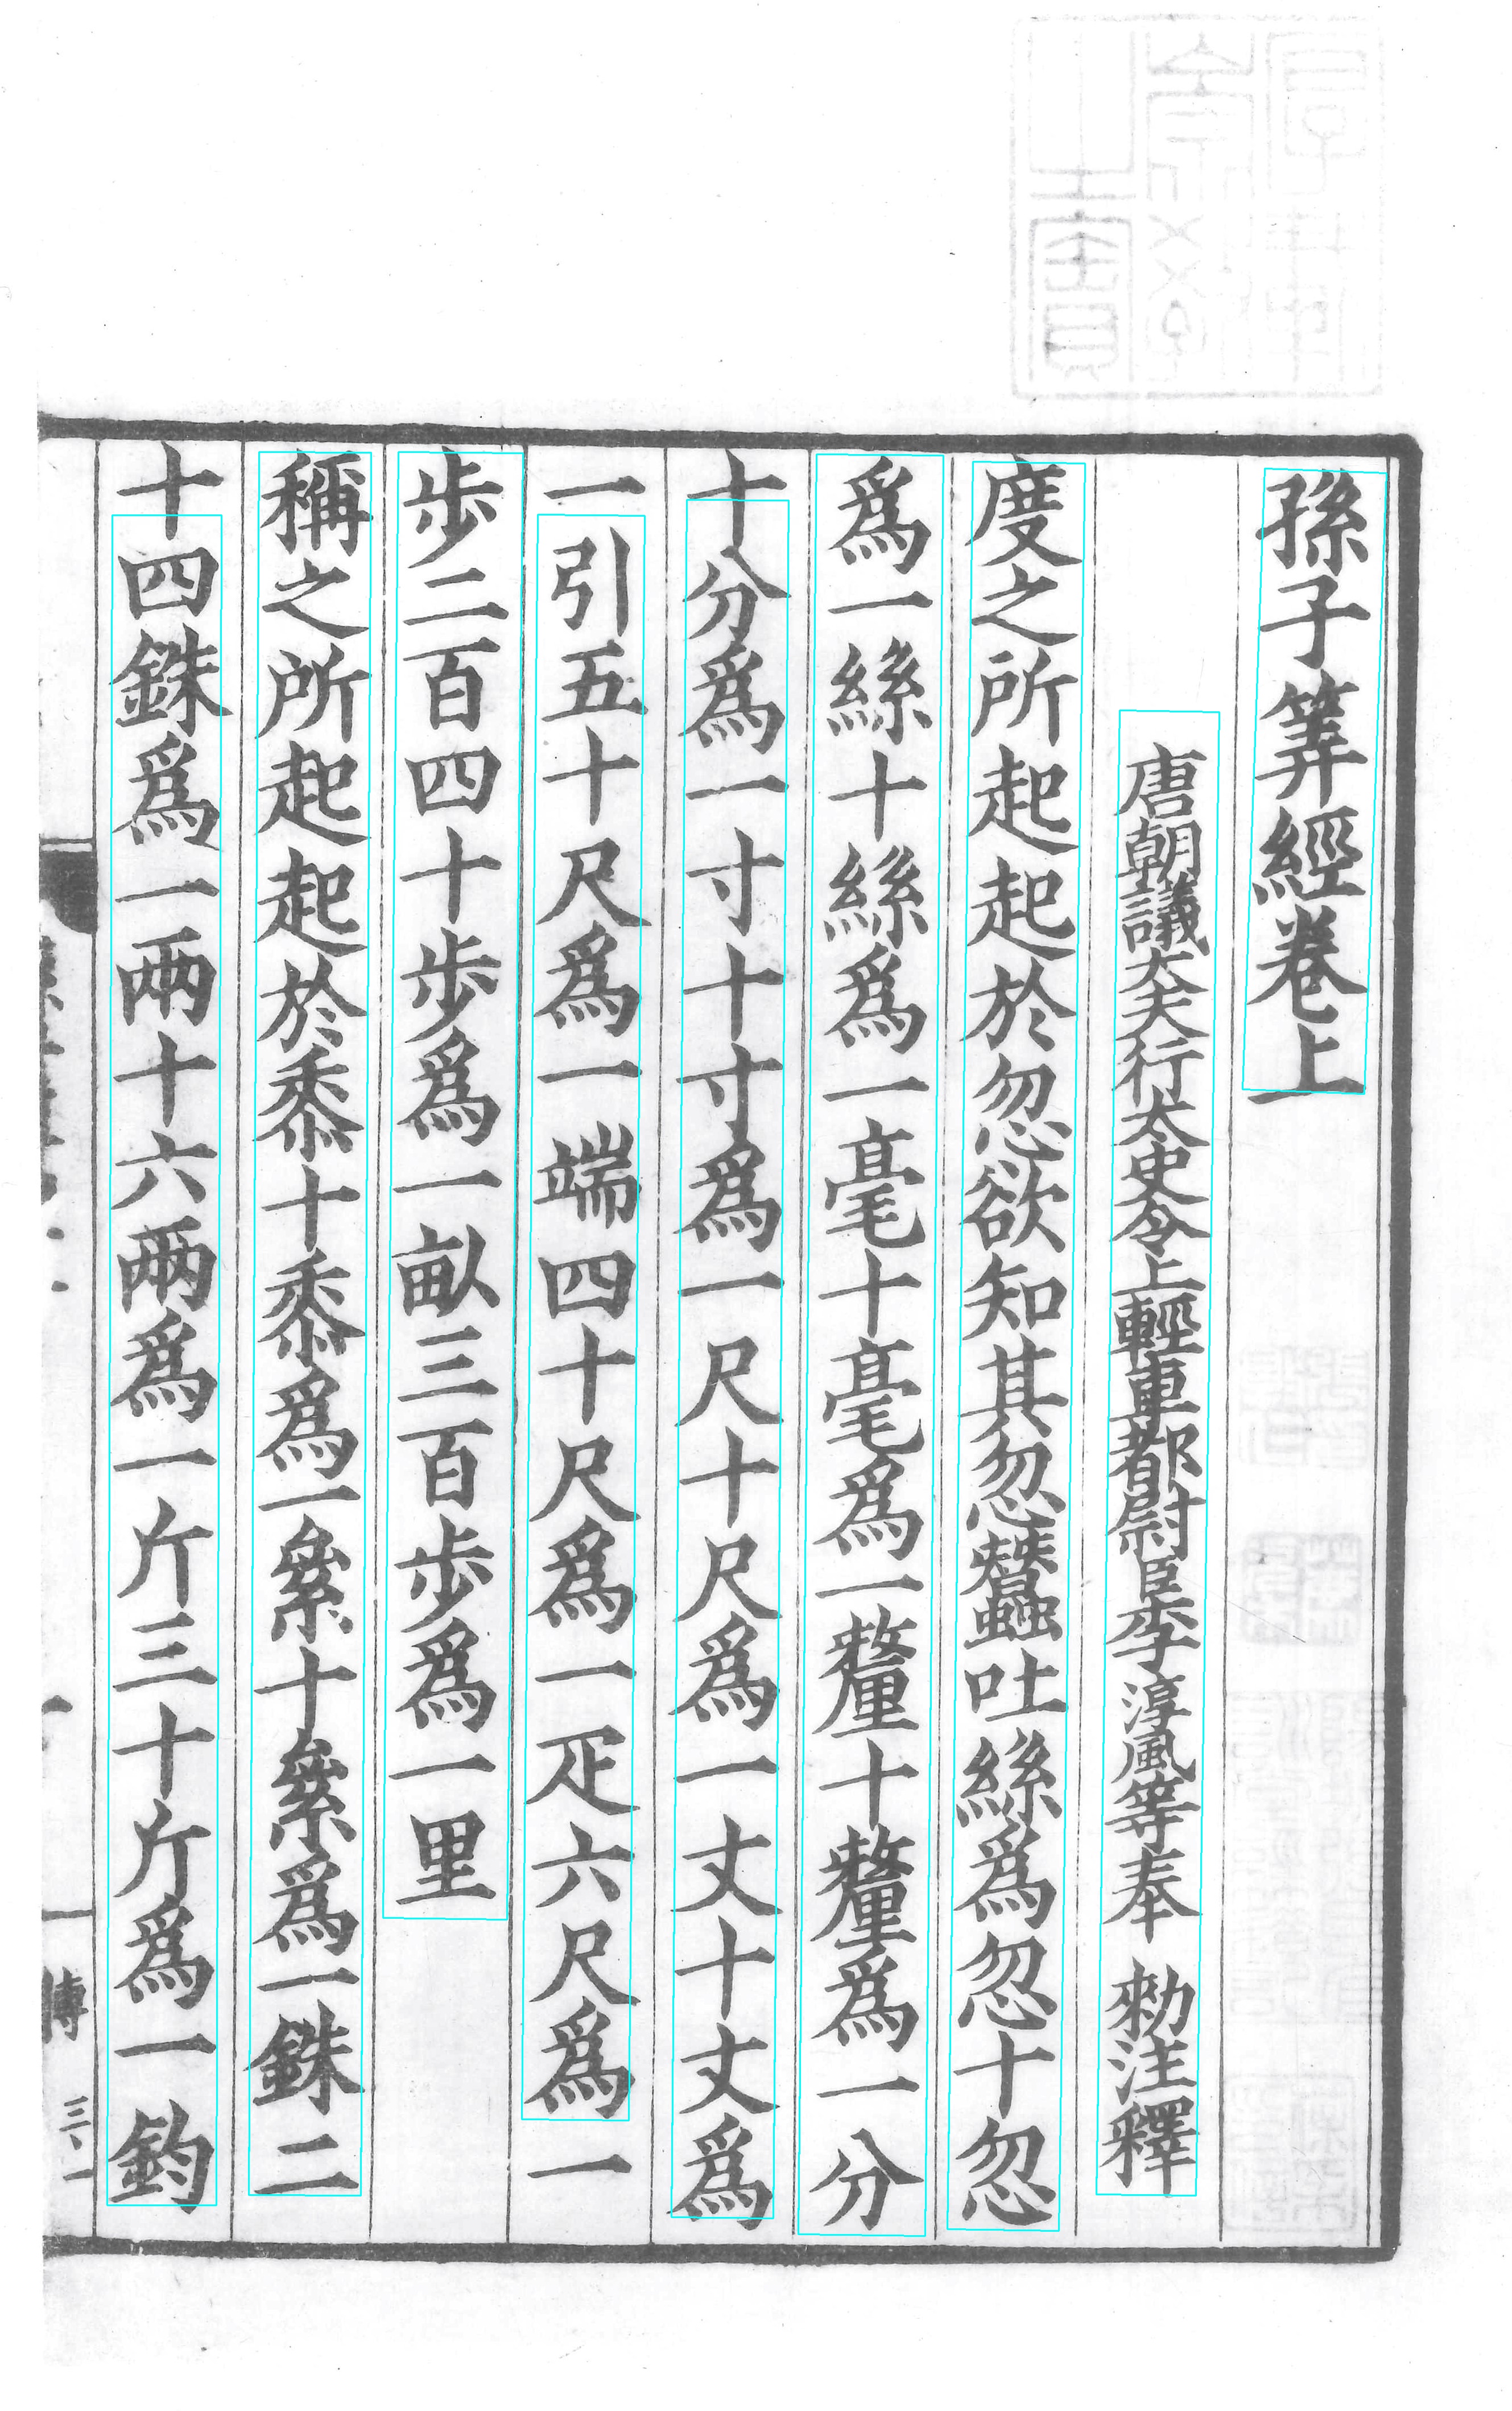 孫子筭經卷上
唐朝議大夫行太史令上輕車都尉臣李淳風等奉　勑注釋
度之所起起於忽欲知其忽蠶吐絲爲忽十忽
爲一絲十絲爲一毫十毫爲一釐十釐爲一分
十分爲一寸十寸爲一尺十尺爲一丈十丈爲
一引五十尺爲一端四十尺爲一疋六尺爲一
步二百四十步爲一畝三百步爲一里
稱之所起起於黍十黍爲一絫十絫爲一銖二
十四銖爲一兩十六兩爲一斤三十斤爲一鈞